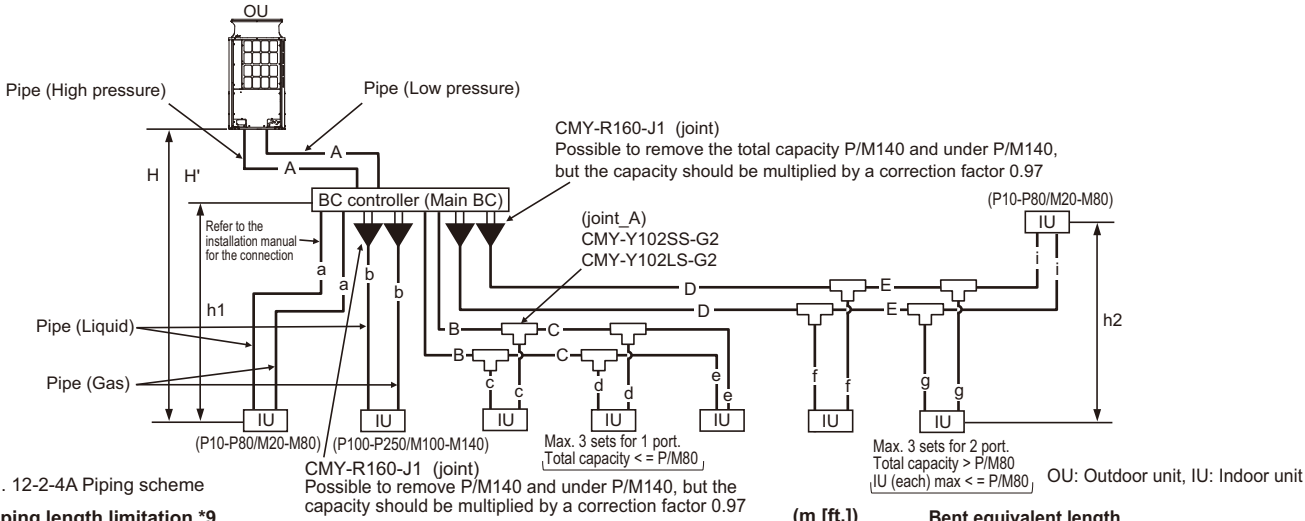 OU
Pipe (High pressure)
Pipe (Low pressure)
CMY-R160-J1 (joint)
Possible to remove the total capacity P/M140 and under P/M140,
but the capacity should be multiplied by a correction factor 0.97
H
H'
A
A
BC controller (Main BC)
(P10-P80/M20-M80)
IU
Refer to the
installation manual
for the connection
(joint_A)
CMY-Y102SS-G2
CMY-Y102LS-G2
a
a
b
b
h1
D
D
E
E
i
i
h2
Pipe (Liquid)
Pipe (Gas)
B
C
B
C
c
c
d
d
e
e
f
f
g
g
IU
IU
IU
IU
IU
IU
IU
(P10-P80/M20-M80)
(P100-P250/M100-M140)
Max. 3 sets for 1 port.
Total capacity < = P/M80
Max. 3 sets for 2 port.
Total capacity > P/M80
IU (each) max < = P/M80
OU: Outdoor unit, IU: Indoor unit
CMY-R160-J1 (joint)
Possible to remove P/M140 and under P/M140, but the
capacity should be multiplied by a correction factor 0.97
. 12-2-4A Piping scheme
ping length limitation *9
(m [ft.])
Bent equivalent length